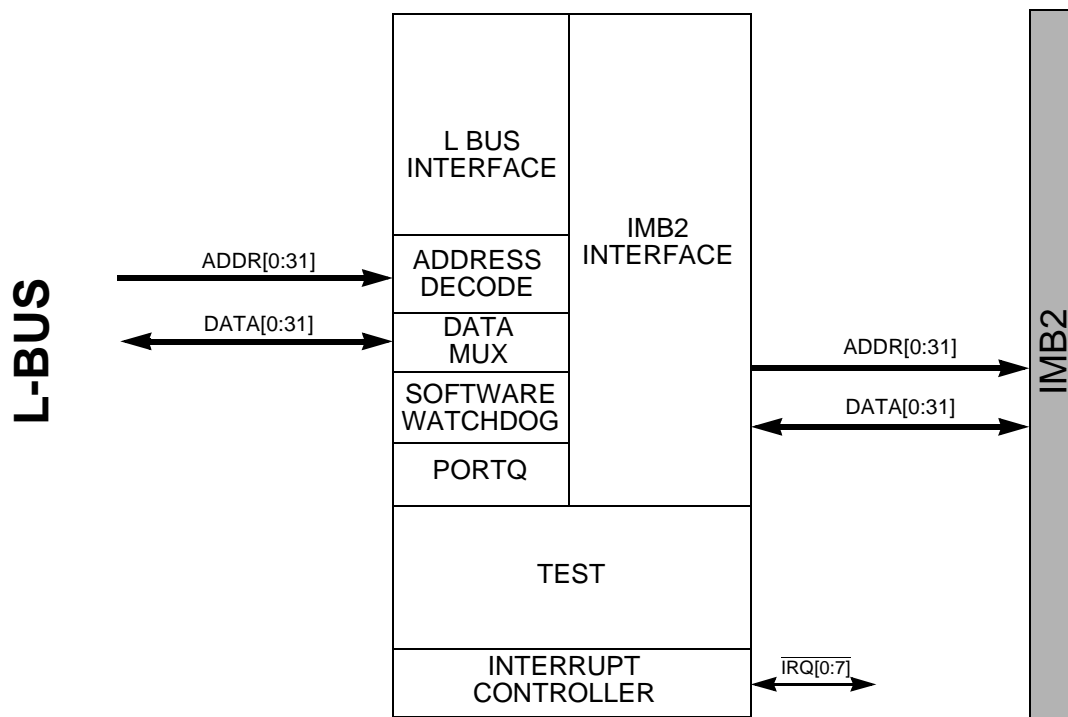 L BUS
INTERFACE
IMB2
INTERFACE
ADDR[0:31]
ADDRESS
DECODE
L-BUS
DATA[0:31]
DATA
MUX
ADDR[0:31]
IMB2
SOFTWARE
WATCHDOG
DATA[0:31]
PORTQ
TEST
INTERRUPT
CONTROLLER
IRQ[0:7]